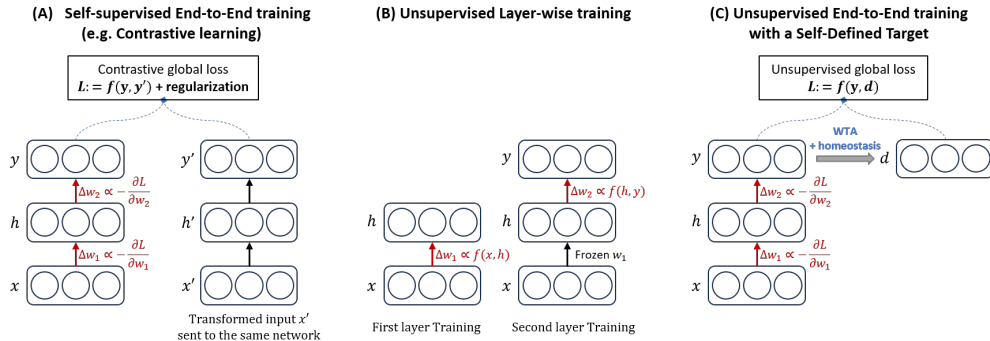 (A) Self-supervised End-to-End training
(e.g. Contrastive learning)
Contrastive global loss
L: = f(y, y′) + regularization
y
y′
Δw₂ ∝ −∂L/∂w₂
h
h′
Δw₁ ∝ −∂L/∂w₁
x
x′
Transformed input x′
sent to the same network
(B) Unsupervised Layer-wise training
y
Δw₂ ∝ f(h, y)
h
h
Δw₁ ∝ f(x, h)
Frozen w₁
x
x
First layer Training
Second layer Training
(C) Unsupervised End-to-End training
with a Self-Defined Target
Unsupervised global loss
L: = f(y, d)
WTA
+ homeostasis
y
d
Δw₂ ∝ −∂L/∂w₂
h
Δw₁ ∝ −∂L/∂w₁
x